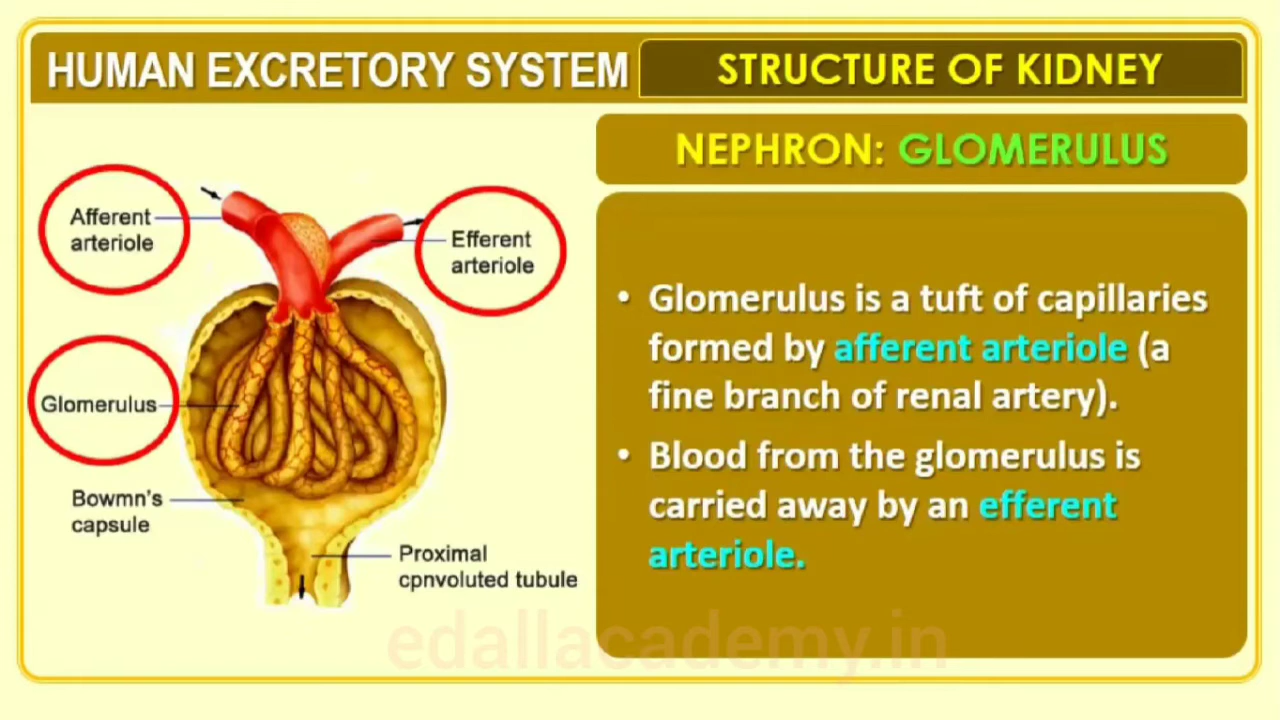 HUMAN EXCRETORY SYSTEM
STRUCTURE OF KIDNEY
NEPHRON: GLOMERULUS
Afferent
arteriole
Efferent
arteriole
Glomerulus
Bowmn's
capsule
Proximal
cpnvoluted tubule
• Glomerulus is a tuft of capillaries
formed by afferent arteriole (a
fine branch of renal artery).
• Blood from the glomerulus is
carried away by an efferent
arteriole.
edallacademy.in